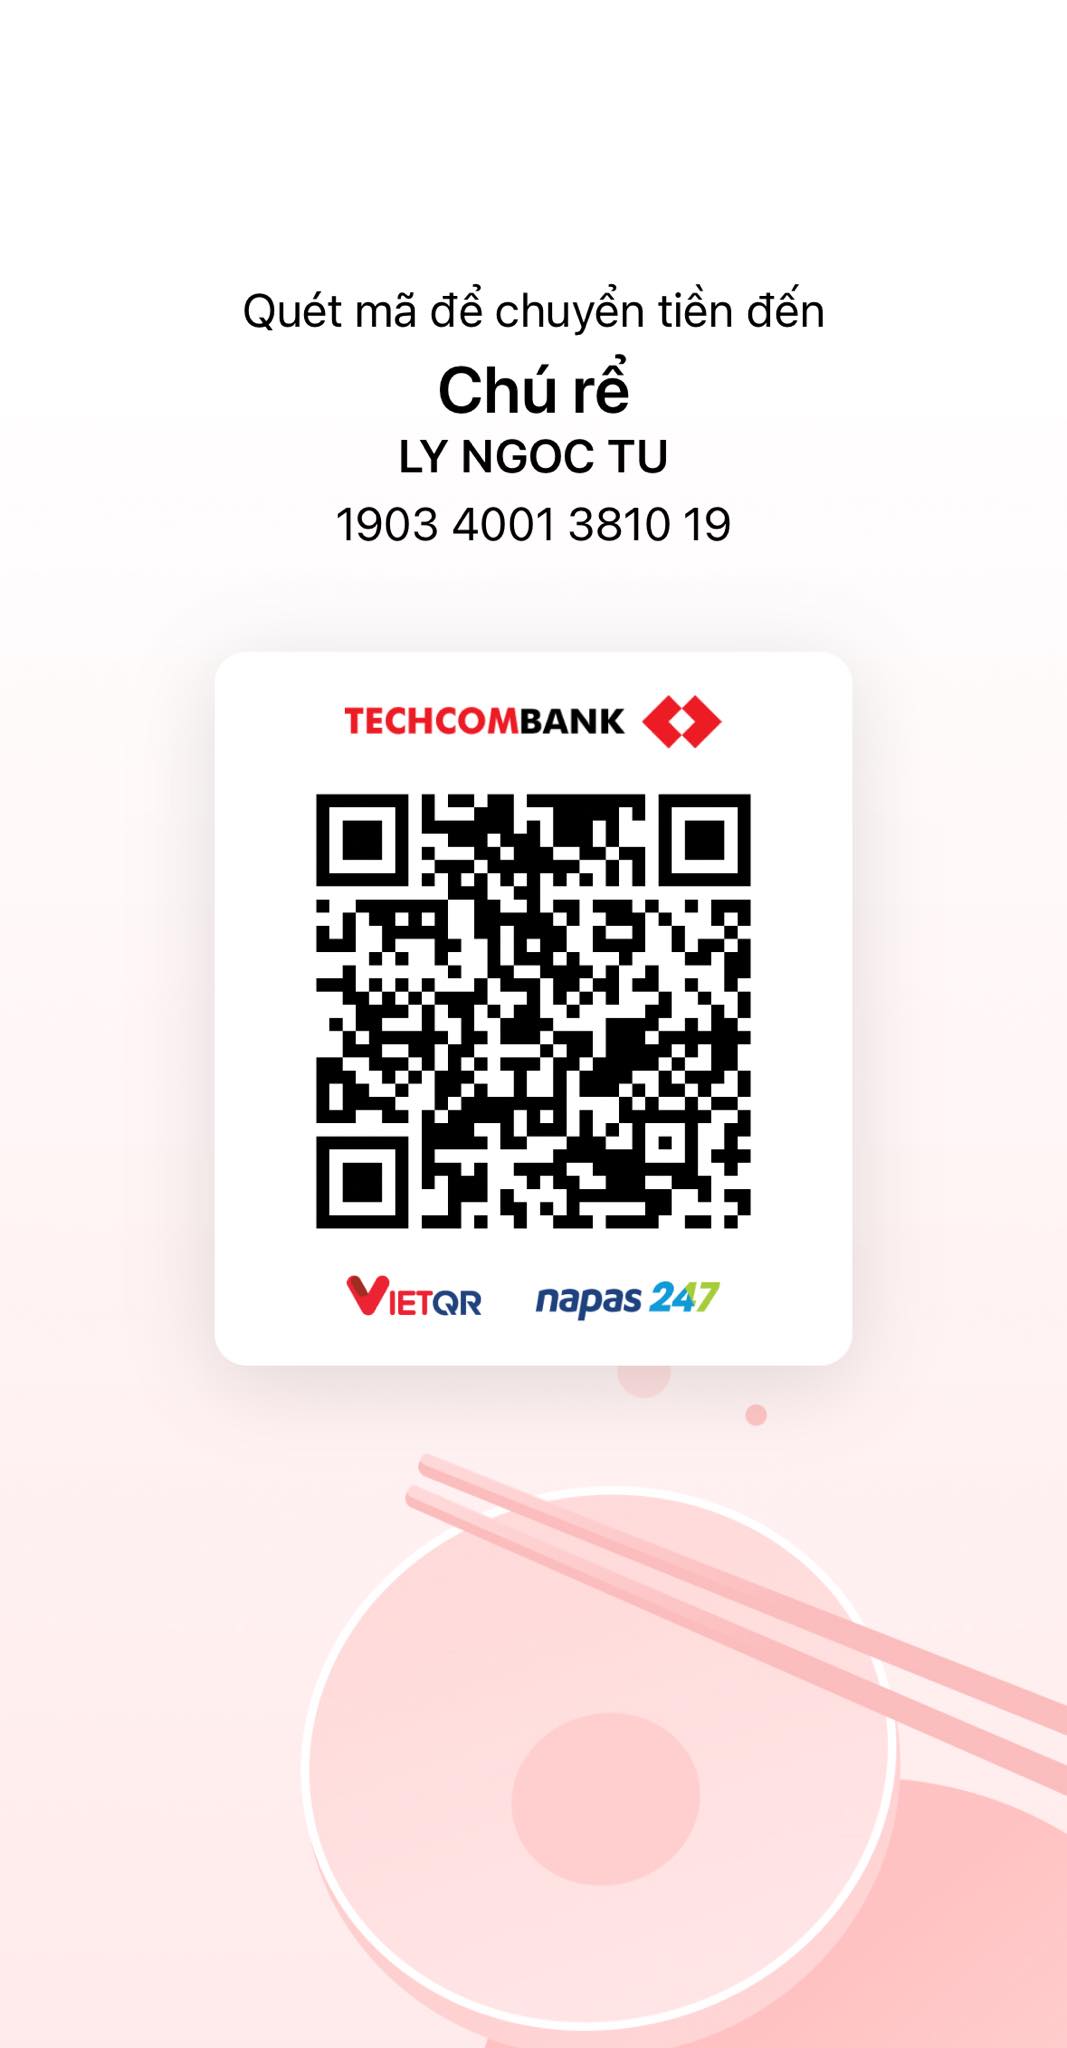 Quét mã để chuyển tiền đến
Chú rể
LY NGOC TU
1903 4001 3810 19
TECHCOMBANK
VIETQR napas 247